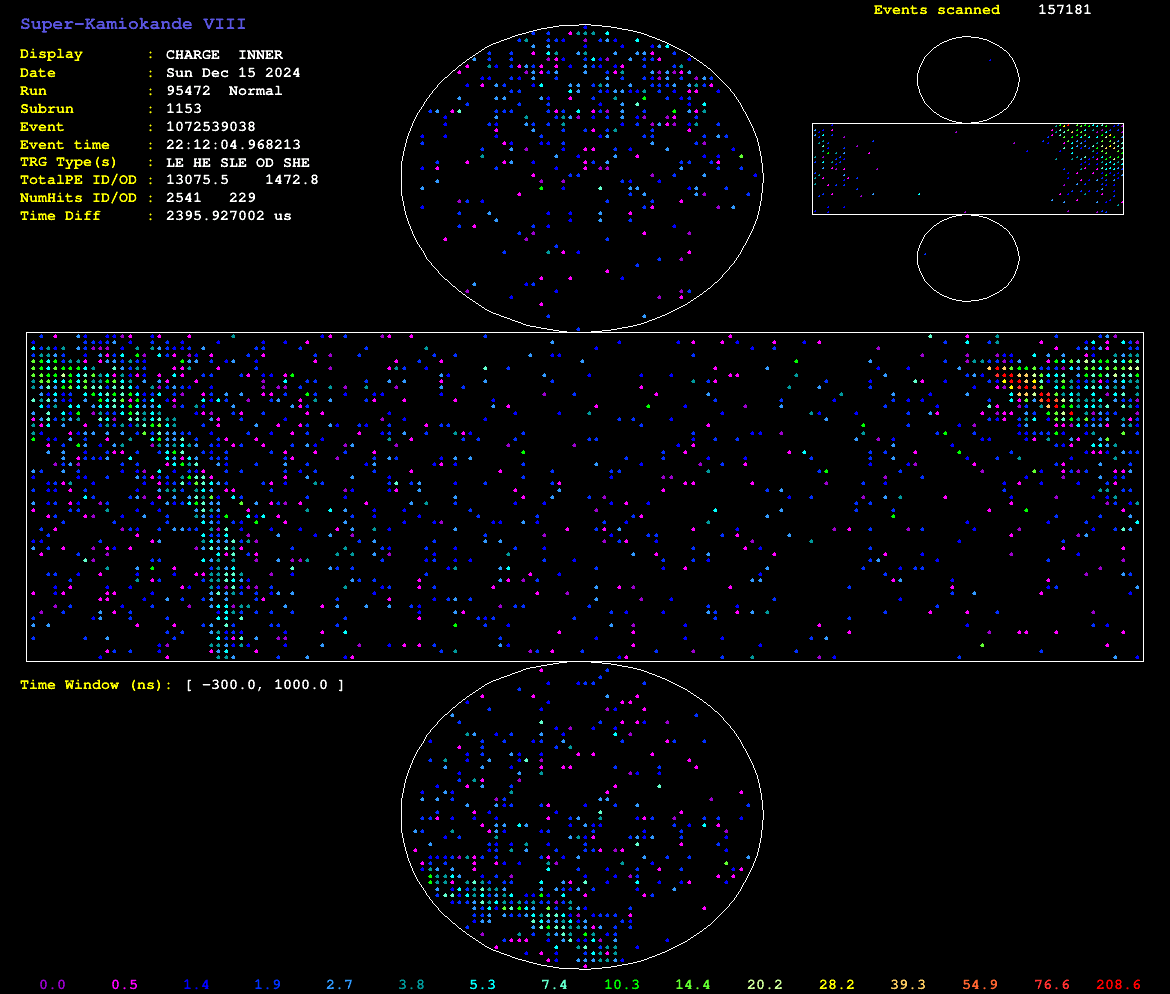 Super-Kamiokande VIII
Events scanned 157181
Display : CHARGE INNER
Date : Sun Dec 15 2024
Run : 95472 Normal
Subrun : 1153
Event : 1072539038
Event time : 22:12:04.968213
TRG Type(s) : LE HE SLE OD SHE
TotalPE ID/OD : 13075.5 1472.8
NumHits ID/OD : 2541 229
Time Diff : 2395.927002 us
Time Window (ns): [ −300.0, 1000.0 ]
0.0 0.5 1.4 1.9 2.7 3.8 5.3 7.4 10.3 14.4 20.2 28.2 39.3 54.9 76.6 208.6